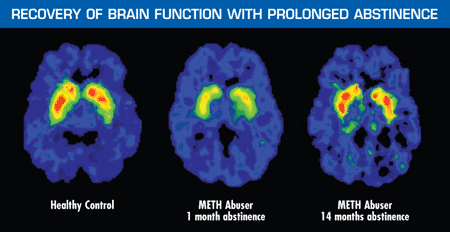 RECOVERY OF BRAIN FUNCTION WITH PROLONGED ABSTINENCE
Healthy Control
METH Abuser
1 month abstinence
METH Abuser
14 months abstinence